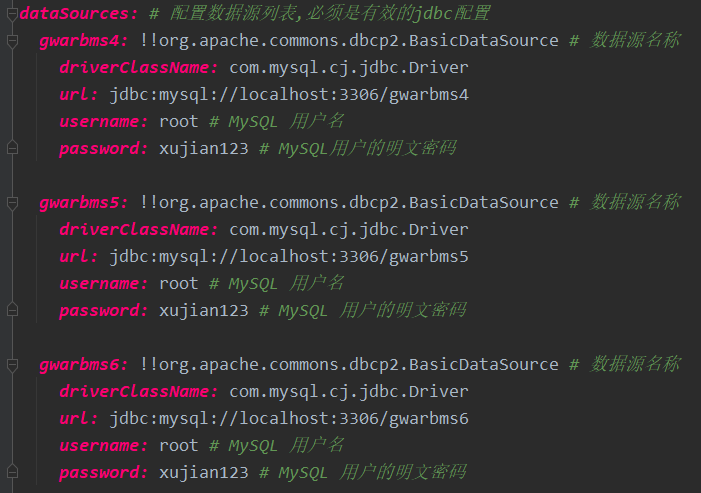 dataSources: # 配置数据源列表,必须是有效的jdbc配置
  gwarbms4: !!org.apache.commons.dbcp2.BasicDataSource # 数据源名称
    driverClassName: com.mysql.cj.jdbc.Driver
    url: jdbc:mysql://localhost:3306/gwarbms4
    username: root # MySQL 用户名
    password: xujian123 # MySQL用户的明文密码
  gwarbms5: !!org.apache.commons.dbcp2.BasicDataSource # 数据源名称
    driverClassName: com.mysql.cj.jdbc.Driver
    url: jdbc:mysql://localhost:3306/gwarbms5
    username: root # MySQL 用户名
    password: xujian123 # MySQL 用户的明文密码
  gwarbms6: !!org.apache.commons.dbcp2.BasicDataSource # 数据源名称
    driverClassName: com.mysql.cj.jdbc.Driver
    url: jdbc:mysql://localhost:3306/gwarbms6
    username: root # MySQL 用户名
    password: xujian123 # MySQL 用户的明文密码